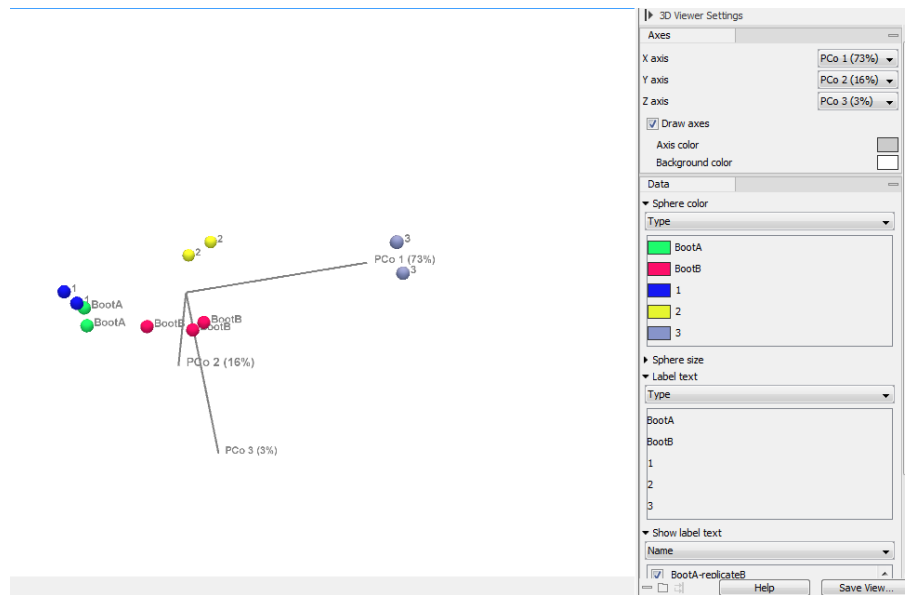 3D Viewer Settings
Axes
X axis PCo 1 (73%)
Y axis PCo 2 (16%)
Z axis PCo 3 (3%)
Draw axes
Axis color
Background color
Data
Sphere color
Type
BootA
BootB
1
2
3
Sphere size
Label text
Type
BootA
BootB
1
2
3
Show label text
Name
BootA-replicateB
Help Save View...
2
2
3
PCo 1 (73%)
3
1
1
BootA
BootA
BootB
BootB
BootB
PCo 2 (16%)
PCo 3 (3%)